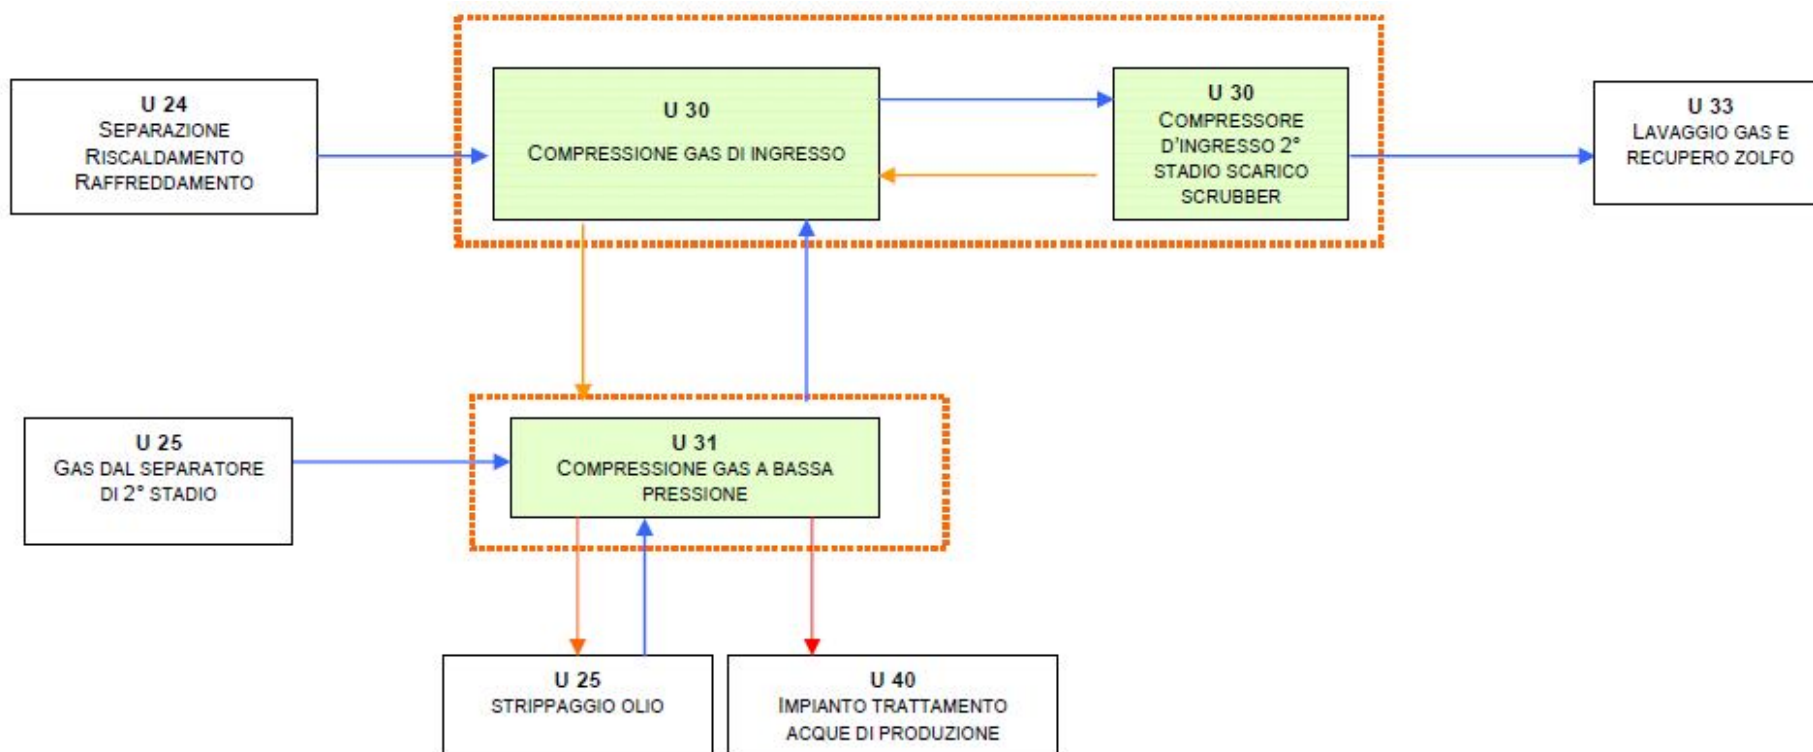 U 24
SEPARAZIONE
RISCALDAMENTO
RAFFREDDAMENTO
U 30
COMPRESSIONE GAS DI INGRESSO
U 30
COMPRESSORE
D'INGRESSO 2°
STADIO SCARICO
SCRUBBER
U 33
LAVAGGIO GAS E
RECUPERO ZOLFO
U 25
GAS DAL SEPARATORE
DI 2° STADIO
U 31
COMPRESSIONE GAS A BASSA
PRESSIONE
U 25
STRIPPAGGIO OLIO
U 40
IMPIANTO TRATTAMENTO
ACQUE DI PRODUZIONE